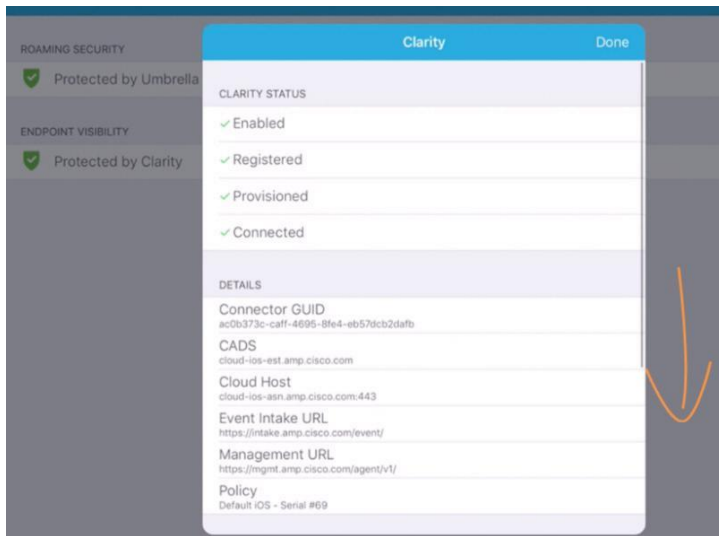 Clarity
Done
ROAMING SECURITY
Protected by Umbrella
ENDPOINT VISIBILITY
Protected by Clarity
CLARITY STATUS
Enabled
Registered
Provisioned
Connected
DETAILS
Connector GUID
ac0b373c-caff-4695-8fe4-eb57dcb2dafb
CADS
cloud-ios-est.amp.cisco.com
Cloud Host
cloud-ios-asn.amp.cisco.com:443
Event Intake URL
https://intake.amp.cisco.com/event/
Management URL
https://mgmt.amp.cisco.com/agent/v1/
Policy
Default iOS - Serial #69